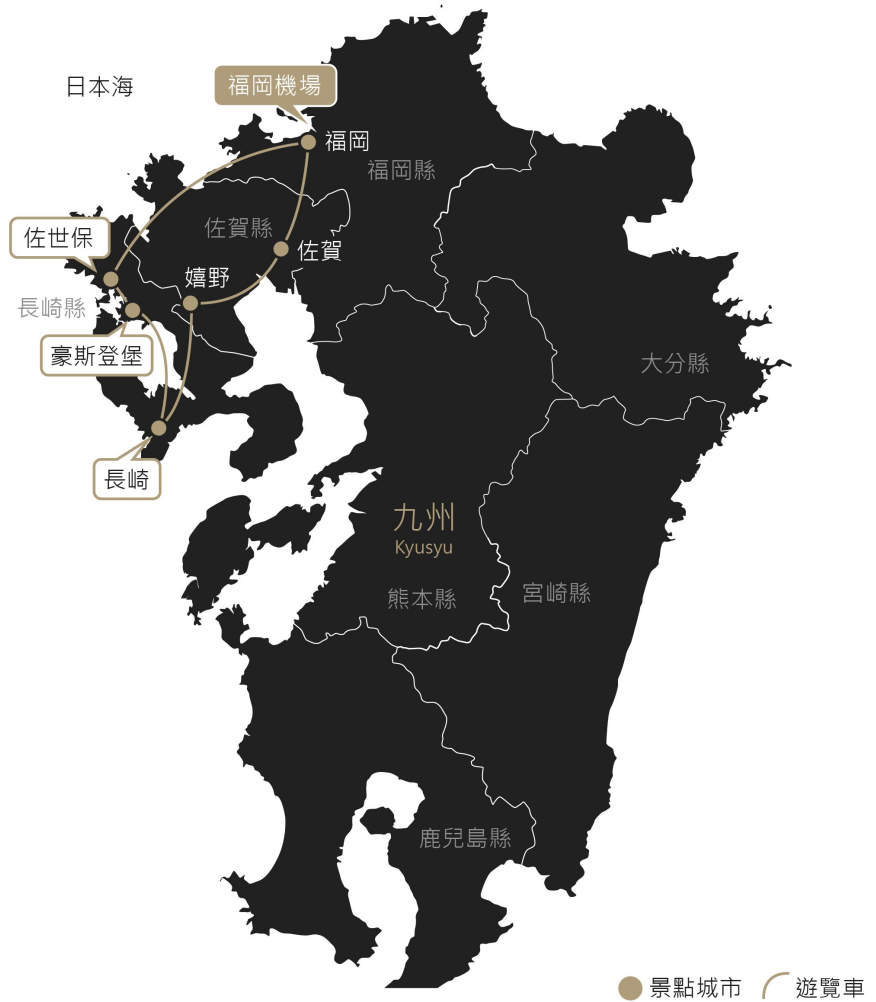 日本海
福岡機場
福岡
福岡縣
佐世保
佐賀縣
佐賀
嬉野
長崎縣
豪斯登堡
大分縣
長崎
九州
Kyusyu
熊本縣
宮崎縣
鹿兒島縣
景點城市
遊覽車